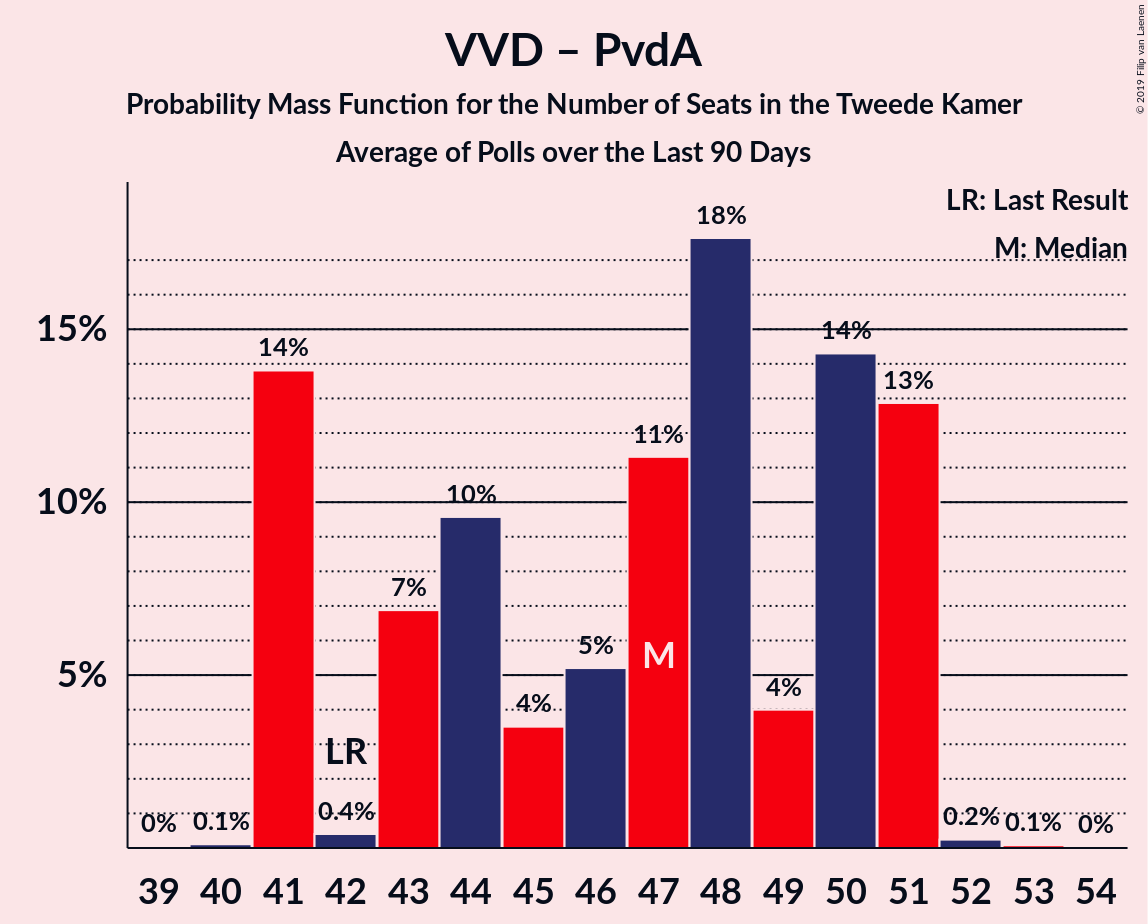 VVD – PvdA
Probability Mass Function for the Number of Seats in the Tweede Kamer
Average of Polls over the Last 90 Days
© 2019 Filip van Laenen
LR: Last Result
M: Median
15%
10%
5%
0%
0.1%
14%
0.4%
7%
10%
4%
5%
11%
18%
4%
14%
13%
0.2%
0.1%
0%
LR
M
39 40 41 42 43 44 45 46 47 48 49 50 51 52 53 54